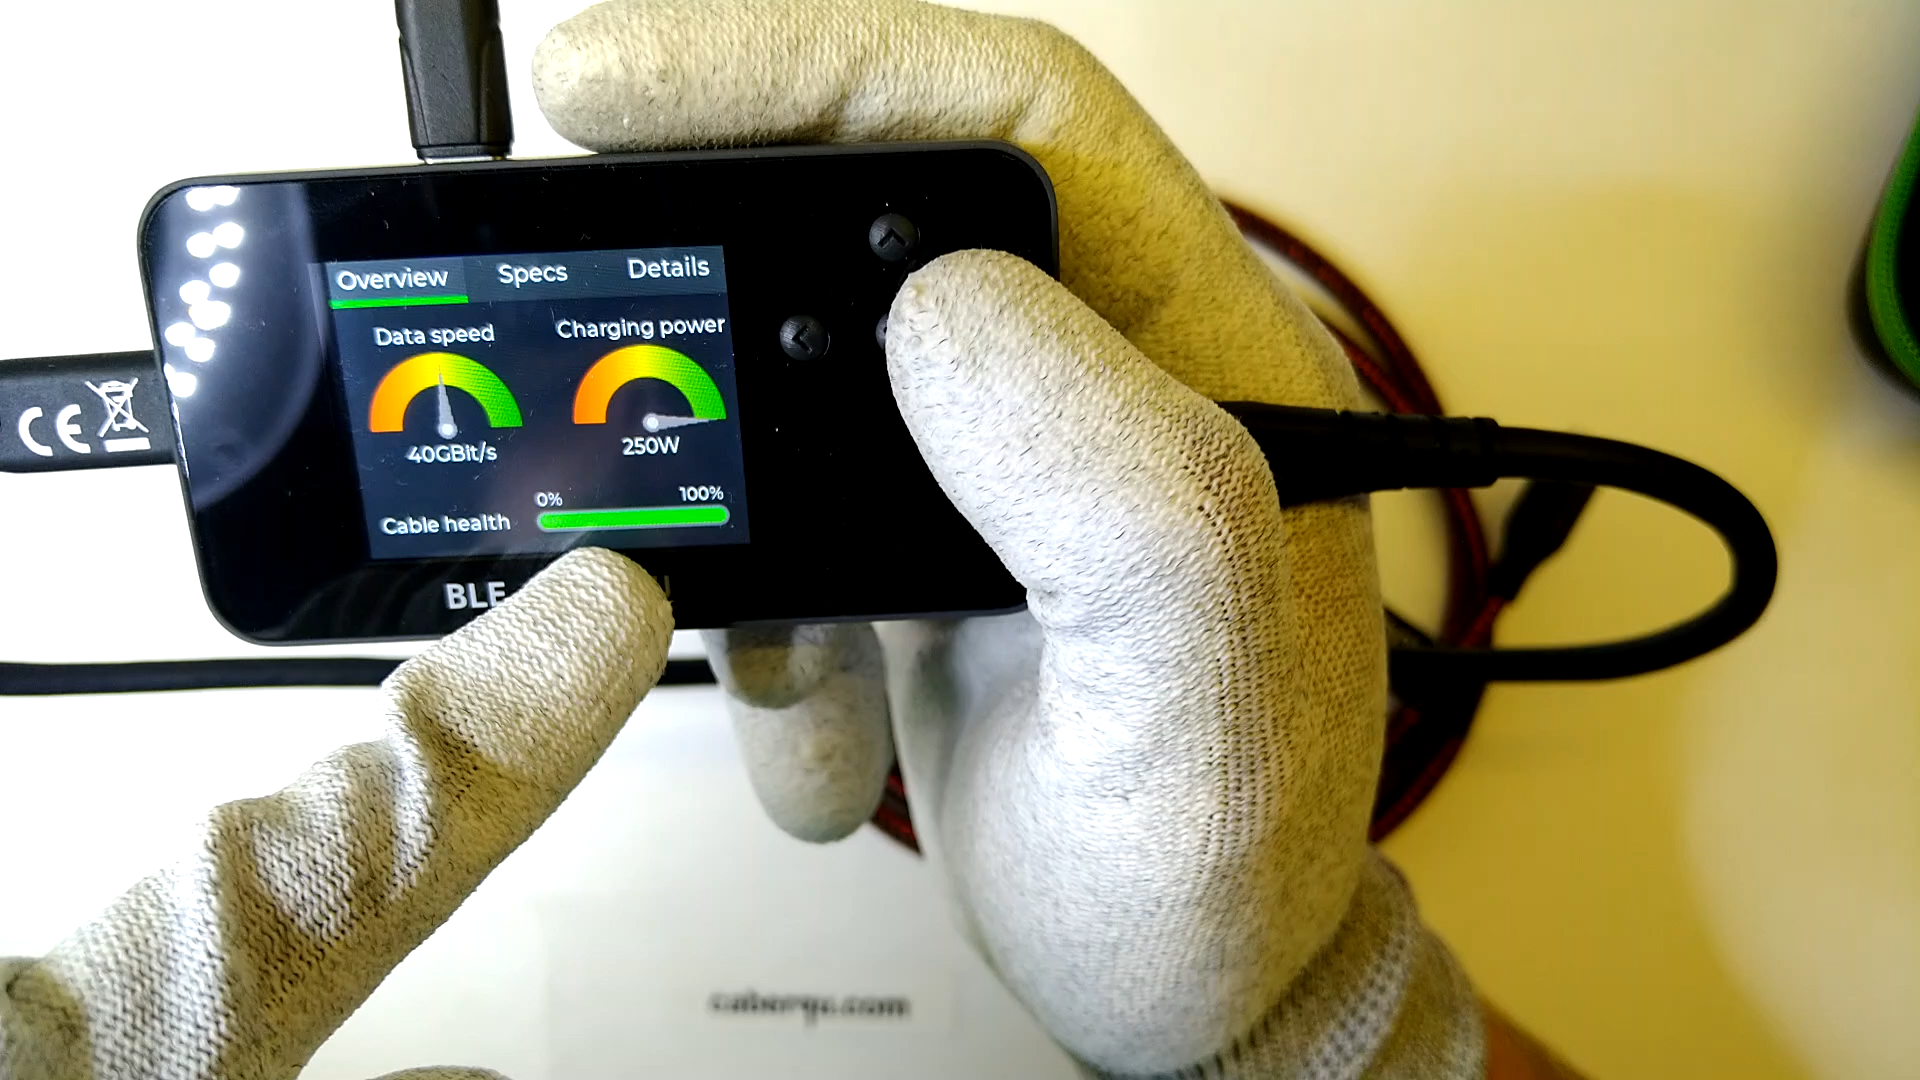 Overview Specs Details
Data speed Charging power
40GBit/s 250W
0% 100%
Cable health
BLE
CE